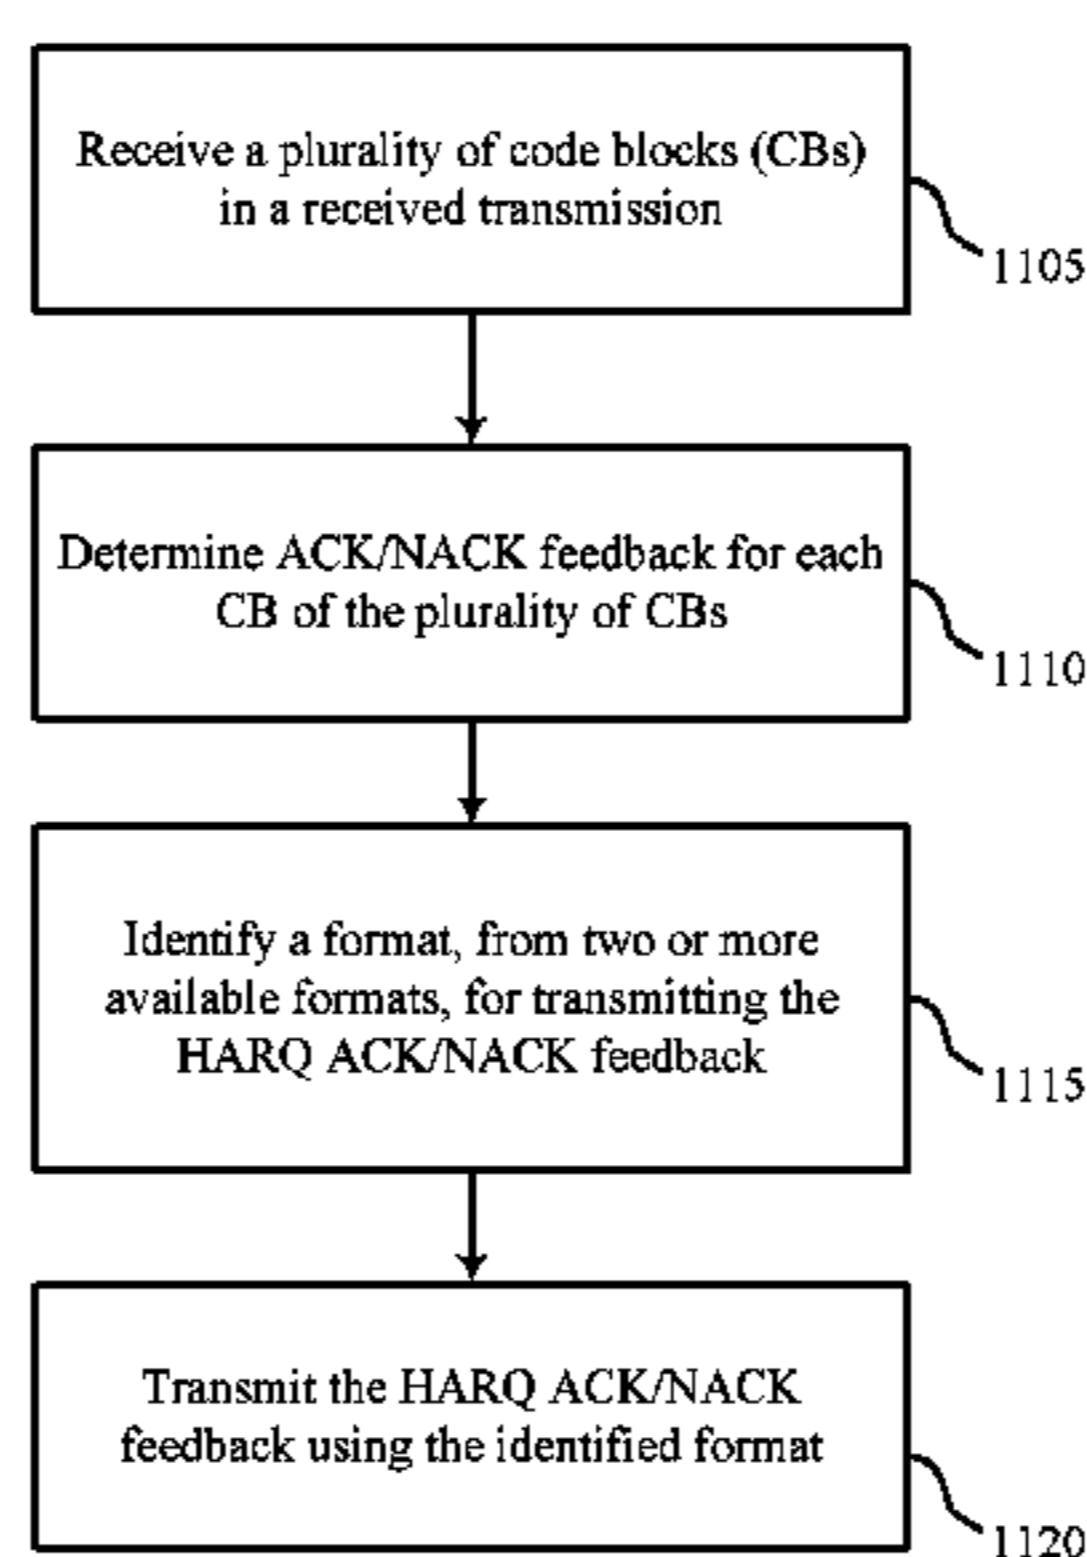 Receive a plurality of code blocks (CBs)
in a received transmission
1105
Determine ACK/NACK feedback for each
CB of the plurality of CBs
1110
Identify a format, from two or more
available formats, for transmitting the
HARQ ACK/NACK feedback
1115
Transmit the HARQ ACK/NACK
feedback using the identified format
1120